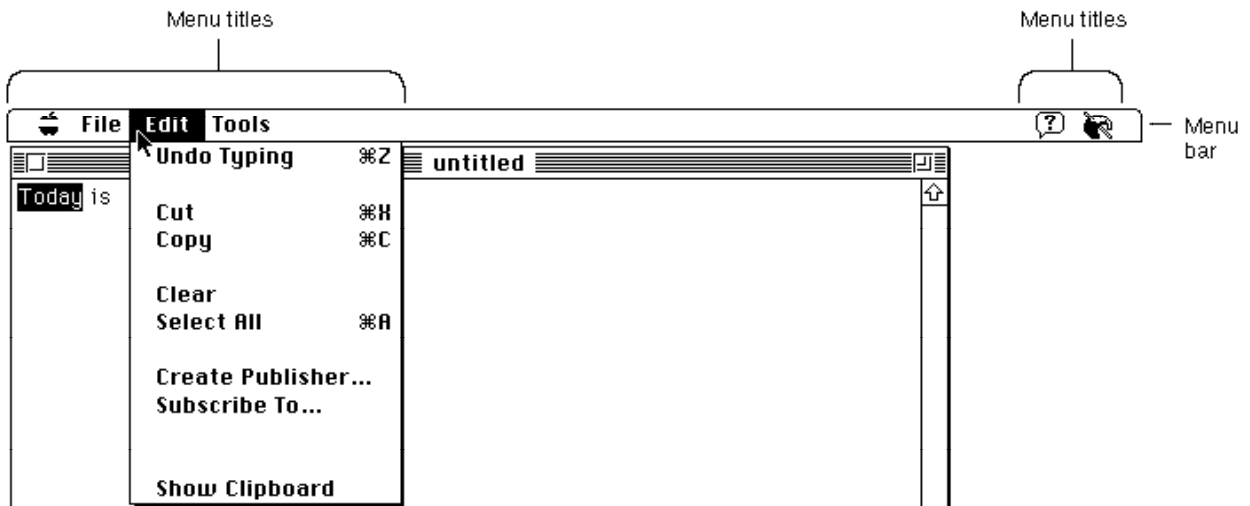 Menu titles Menu titles
File Edit Tools ? Menu bar
Undo Typing ⌘Z untitled
Today is
Cut ⌘X
Copy ⌘C
Clear
Select All ⌘A
Create Publisher...
Subscribe To...
Show Clipboard